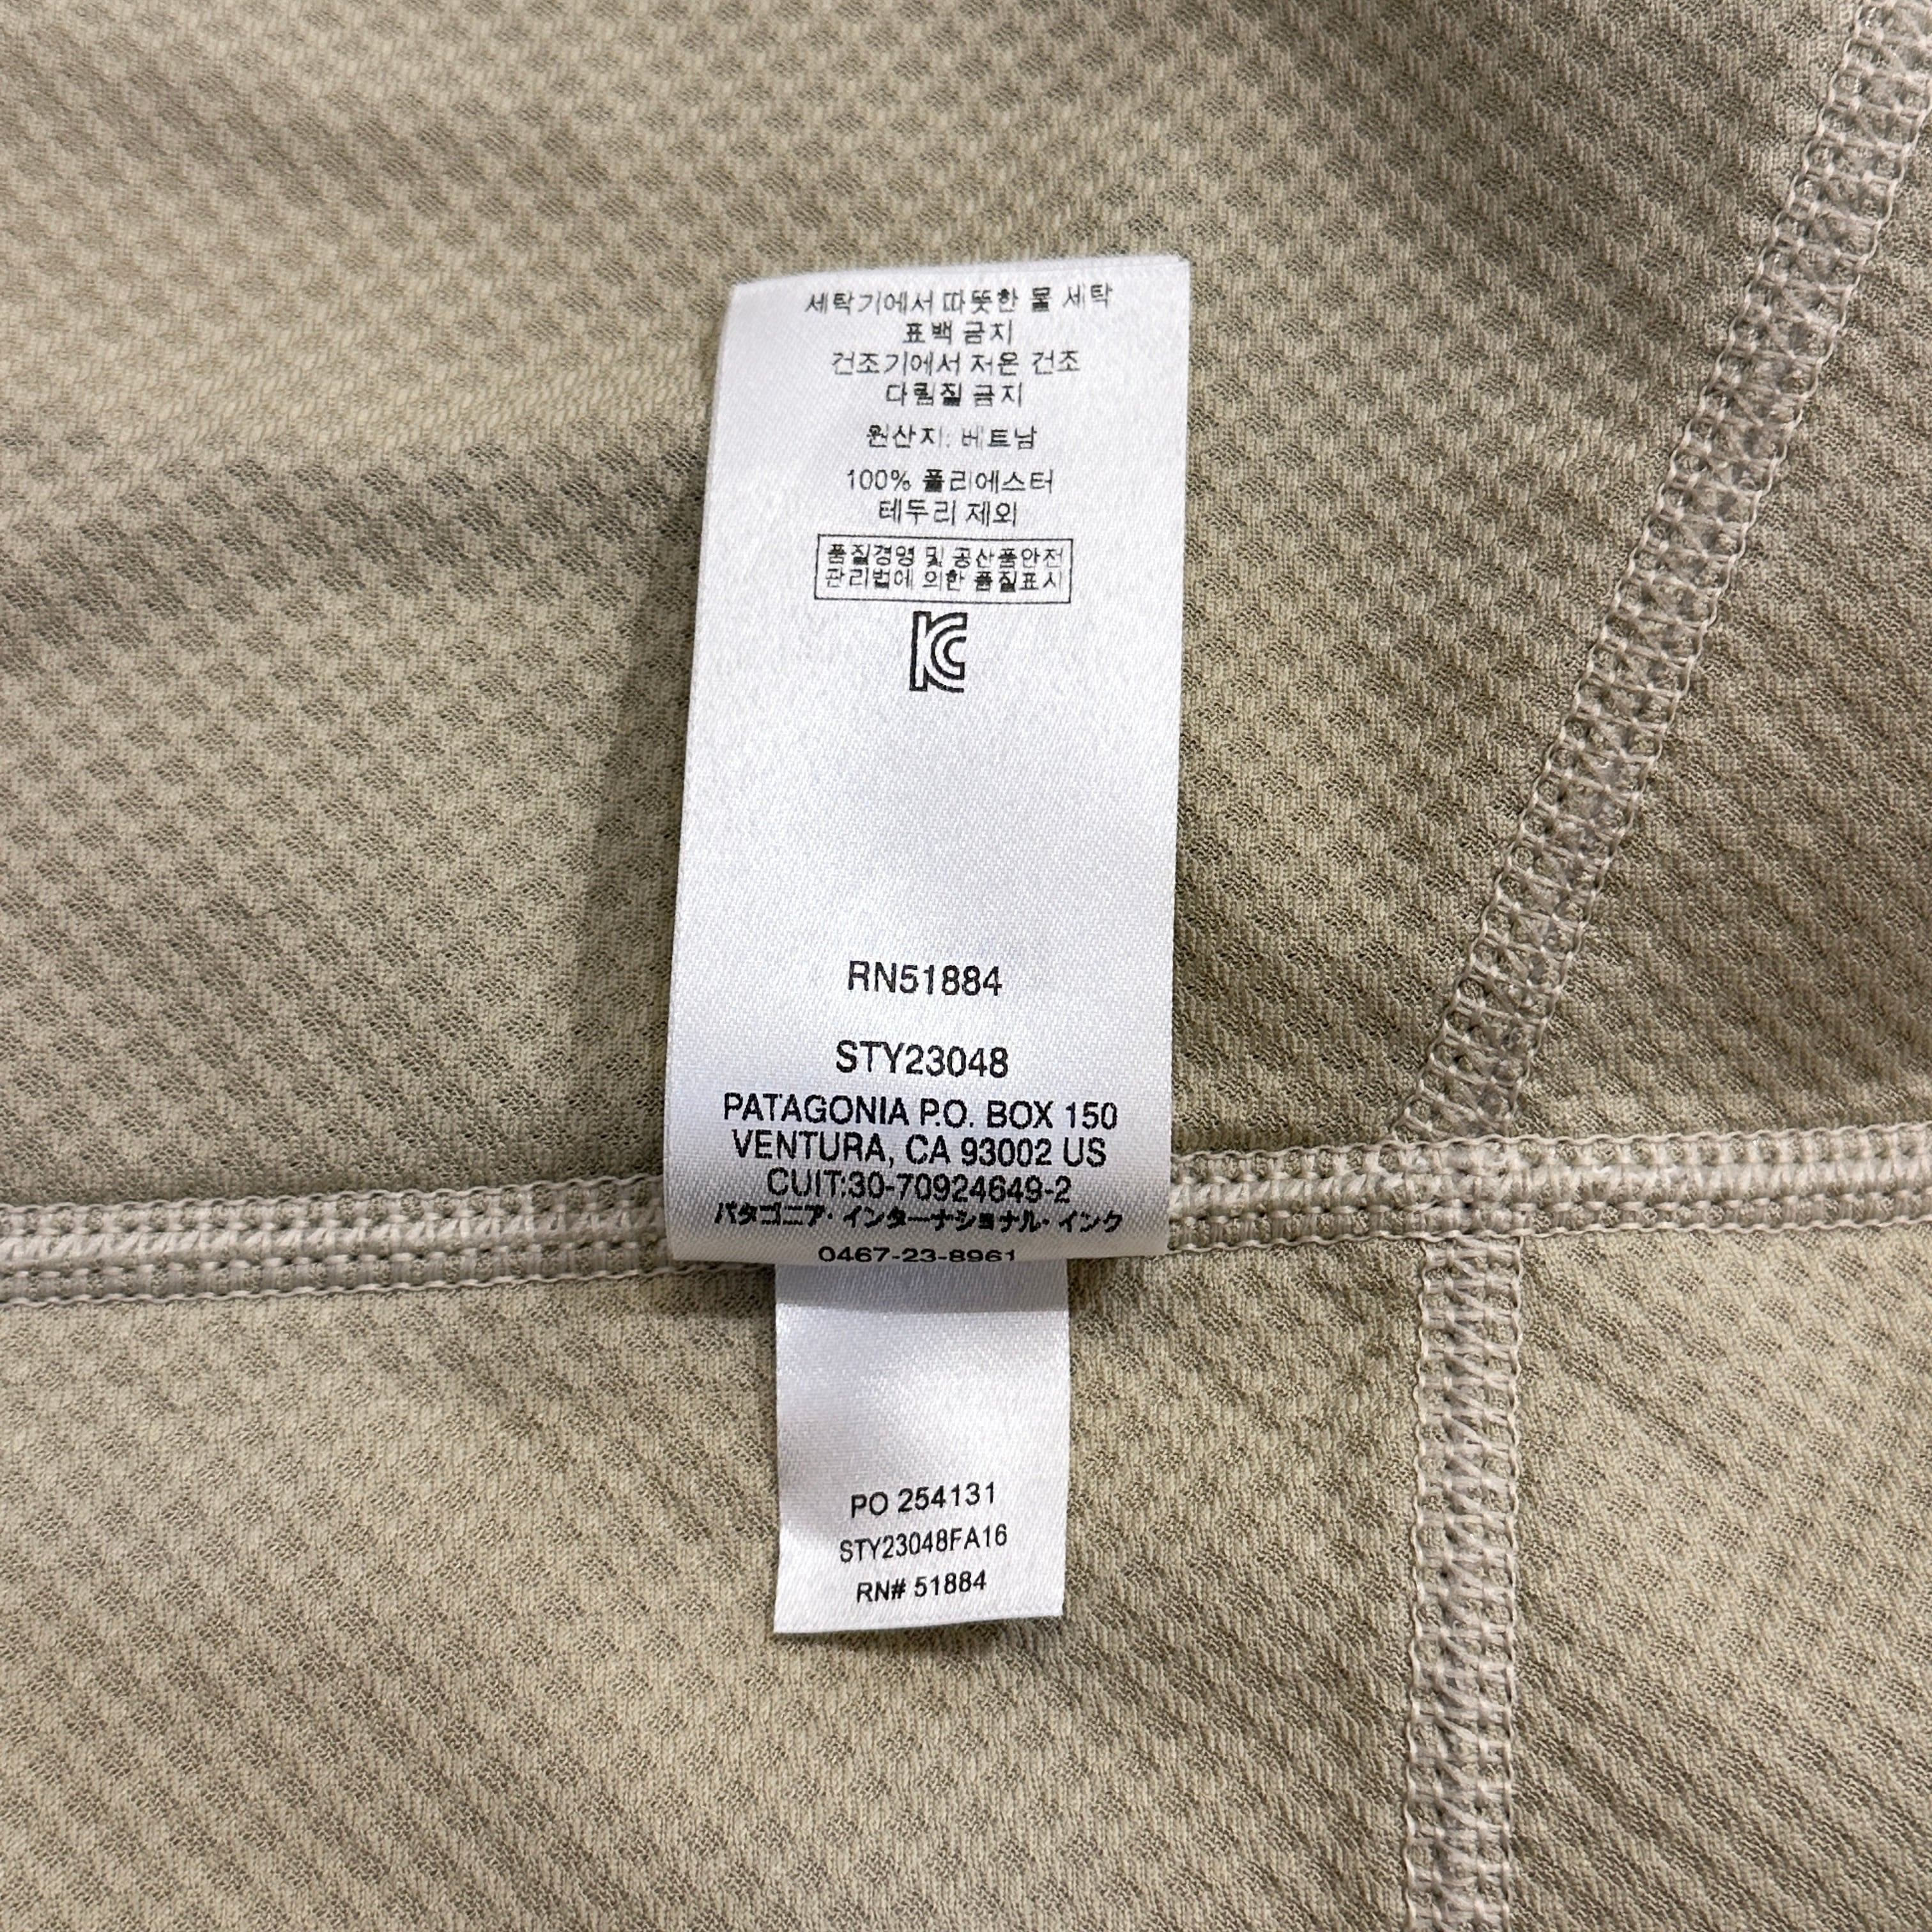 세탁기에서 따뜻한 물 세탁
표백 금지
건조기에서 저온 건조
다림질 금지
원산지: 베트남
100% 폴리에스터
테두리 제외
품질경영 및 공산품안전
관리법에 의한 품질표시
KC
RN51884
STY23048
PATAGONIA P.O. BOX 150
VENTURA, CA 93002 US
CUIT:30-70924649-2
パタゴニア・インターナショナル・インク
0467-23-8961
PO 254131
STY23048FA16
RN# 51884